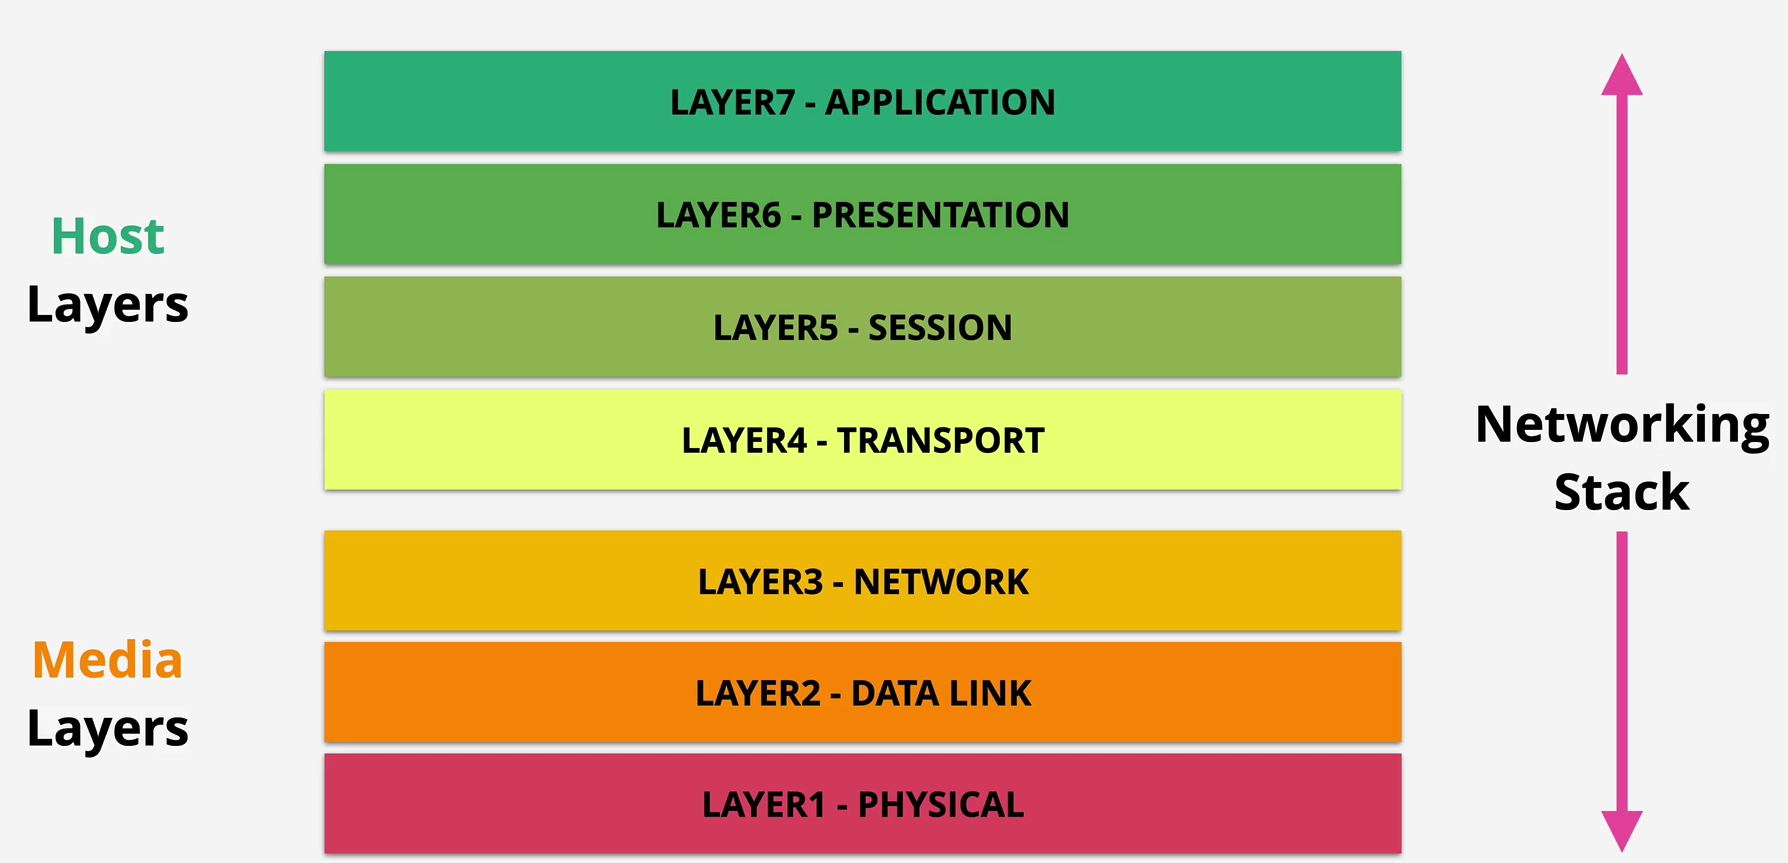 LAYER7 - APPLICATION
LAYER6 - PRESENTATION
Host
Layers
LAYER5 - SESSION
LAYER4 - TRANSPORT
Networking
Stack
LAYER3 - NETWORK
Media
Layers
LAYER2 - DATA LINK
LAYER1 - PHYSICAL